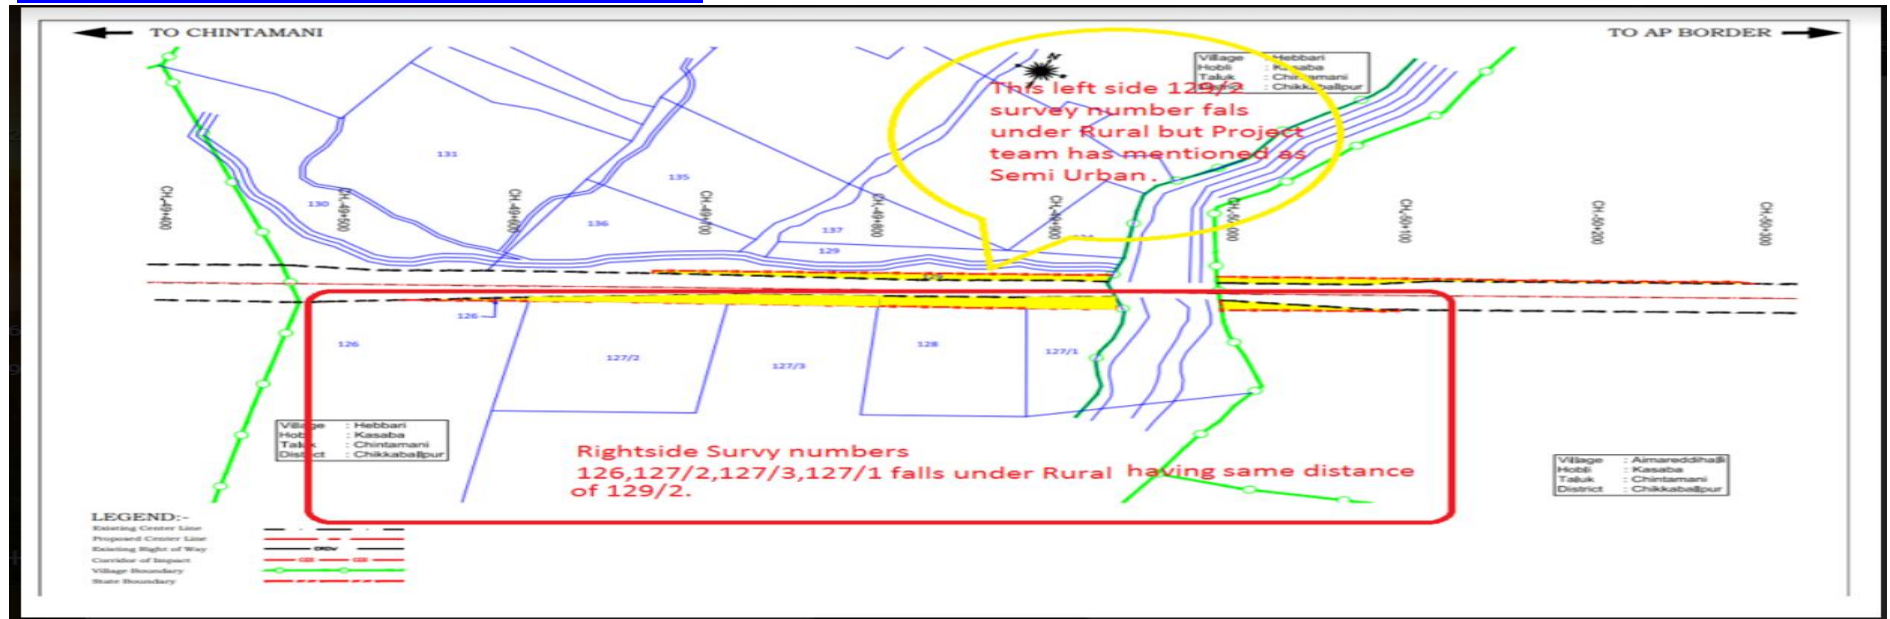 TO CHINTAMANI
TO AP BORDER
N
Village : Hebbari
Hobli : Kasaba
Taluk : Chintamani
District : Chikkaballpur
This left side 129/2
survey number fals
under Rural but Project
team has mentioned as
Semi Urban .
131
135
130
136
137
129
CH.-49+400
CH.-49+500
CH.-49+600
CH.-49+700
CH.-49+800
CH.-49+900
CH.-50+000
CH.-50+100
CH.-50+200
CH.-50+300
126
126
127/2
127/3
128
127/1
Village : Hebbari
Hobli : Kasaba
Taluk : Chintamani
District : Chikkaballpur
Rightside Survy numbers
126,127/2,127/3,127/1 falls under Rural having same distance
of 129/2.
Village : Aimareddihalli
Hobli : Kasaba
Taluk : Chintamani
District : Chikkaballpur
LEGEND:-
Existing Center Line
Proposed Center Line
Existing Right of Way
Corridor of Impact
Village Boundary
State Boundary